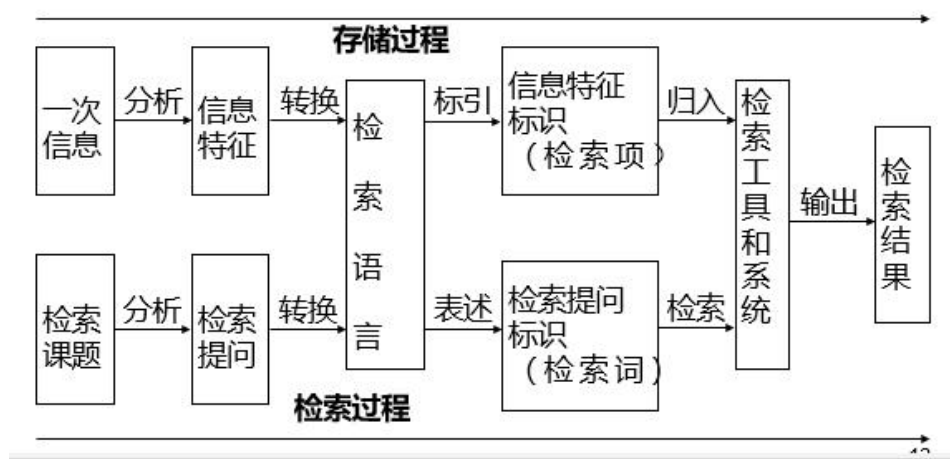 存储过程
一次
信息
分析
信息
特征
转换
检
索
语
言
标引
信息特征
标识
（检索项）
归入
检
索
工
具
和
系
统
输出
检
索
结
果
检索
课题
分析
检索
提问
转换
表述
检索提问
标识
（检索词）
检索
检索过程